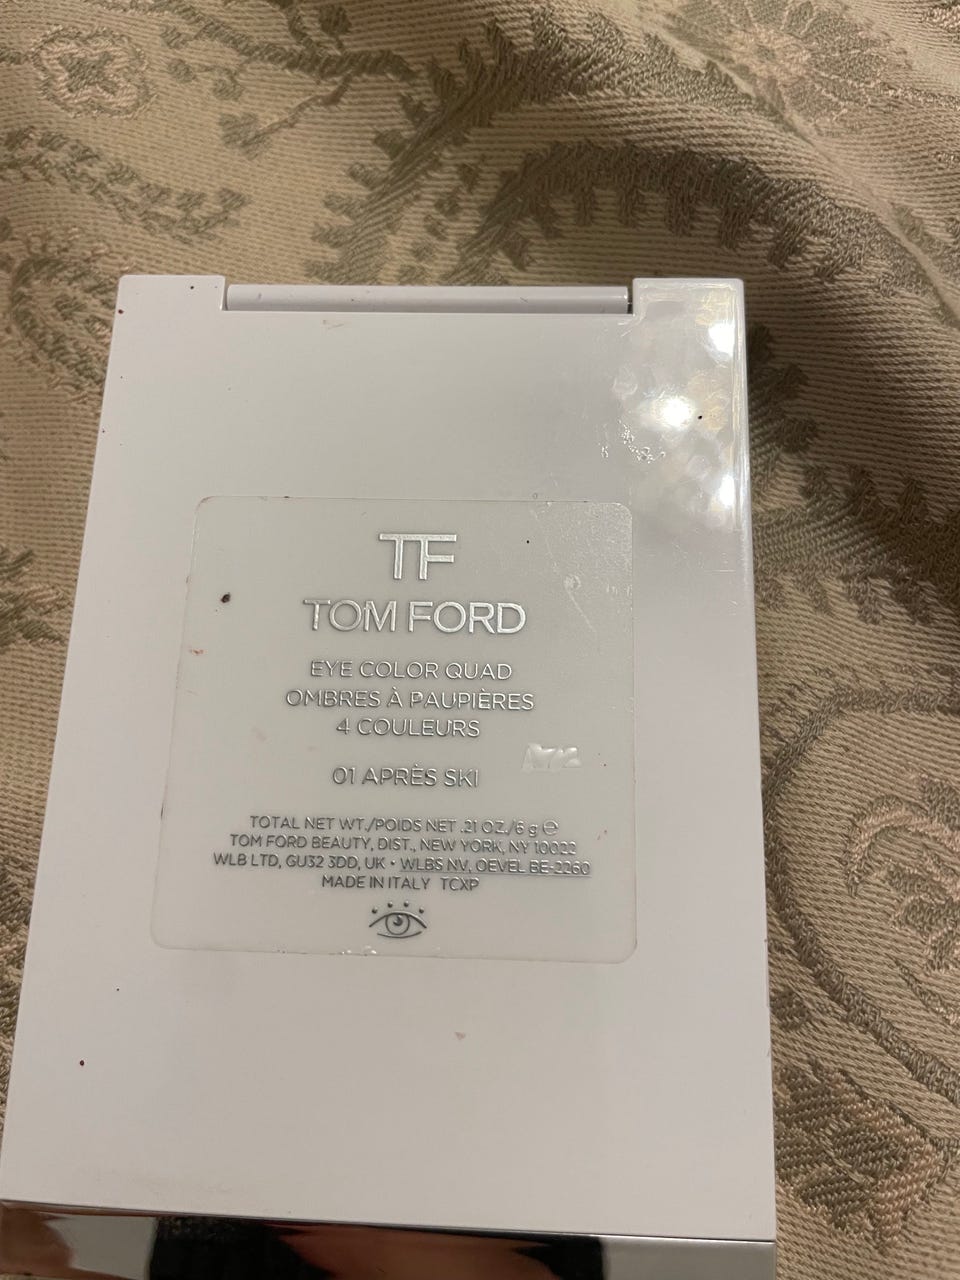 TF
TOM FORD
EYE COLOR QUAD
OMBRES À PAUPIÈRES
4 COULEURS
01 APRÈS SKI
TOTAL NET WT./POIDS NET .21 OZ./6 g ℮
TOM FORD BEAUTY, DIST., NEW YORK, NY 10022
WLB LTD, GU32 3DD, UK • WLBS NV, OEVEL BE-2260
MADE IN ITALY TCXP